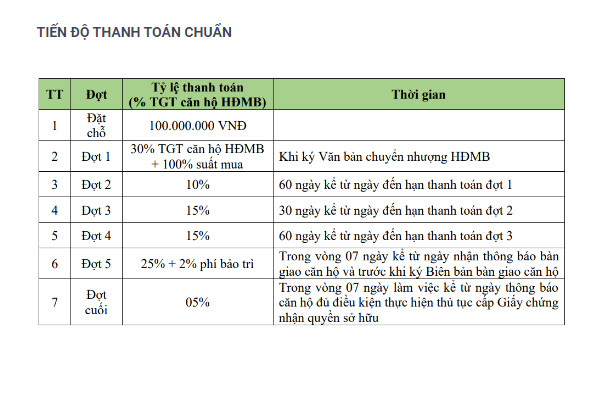 TIẾN ĐỘ THANH TOÁN CHUẨN
TT Đợt Tỷ lệ thanh toán (% TGT căn hộ HĐMB) Thời gian
1 Đặt chỗ 100.000.000 VNĐ
2 Đợt 1 30% TGT căn hộ HĐMB + 100% suất mua Khi ký Văn bản chuyển nhượng HĐMB
3 Đợt 2 10% 60 ngày kể từ ngày đến hạn thanh toán đợt 1
4 Đợt 3 15% 30 ngày kể từ ngày đến hạn thanh toán đợt 2
5 Đợt 4 15% 60 ngày kể từ ngày đến hạn thanh toán đợt 3
6 Đợt 5 25% + 2% phí bảo trì Trong vòng 07 ngày kể từ ngày nhận thông báo bàn
giao căn hộ và trước khi ký Biên bản bàn giao căn hộ
7 Đợt cuối 05% Trong vòng 07 ngày làm việc kể từ ngày thông báo
căn hộ đủ điều kiện thực hiện thủ tục cấp Giấy chứng
nhận quyền sở hữu